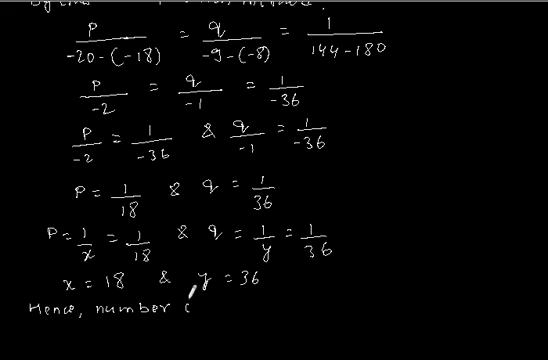 By
P/-20-(-18) = q/-9-(-8) = 1/144-180
P/-2 = q/-1 = 1/-36
P/-2 = 1/-36 & q/-1 = 1/-36
P = 1/18 & q = 1/36
P = 1/x = 1/18 & q = 1/y = 1/36
x = 18 & y = 36
Hence, number